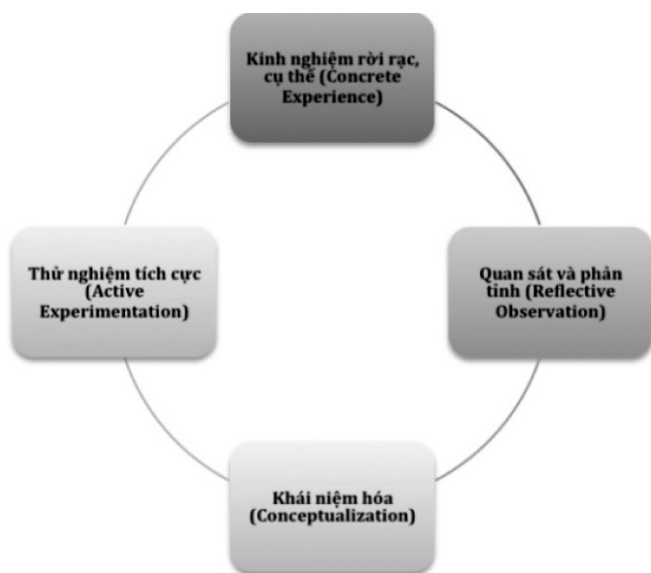 Kinh nghiệm rời rạc,
cụ thể (Concrete
Experience)
Quan sát và phản
tỉnh (Reflective
Observation)
Khái niệm hóa
(Conceptualization)
Thử nghiệm tích cực
(Active
Experimentation)